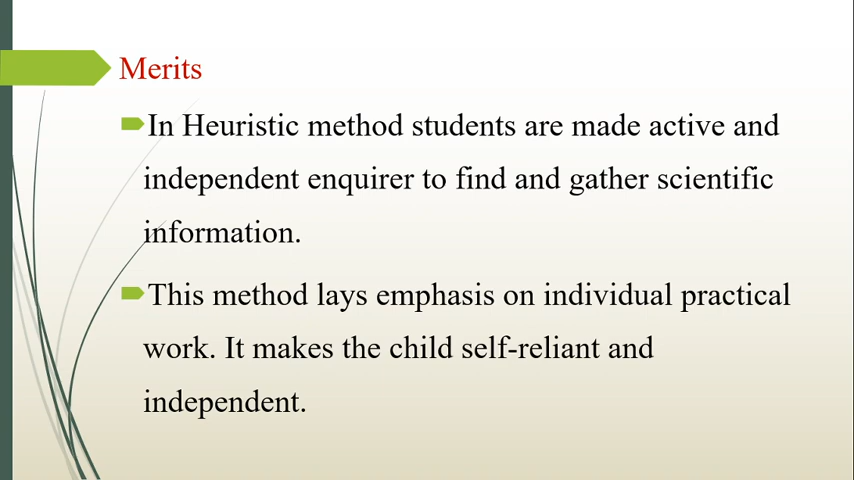 Merits
In Heuristic method students are made active and
independent enquirer to find and gather scientific
information.
This method lays emphasis on individual practical
work. It makes the child self-reliant and
independent.